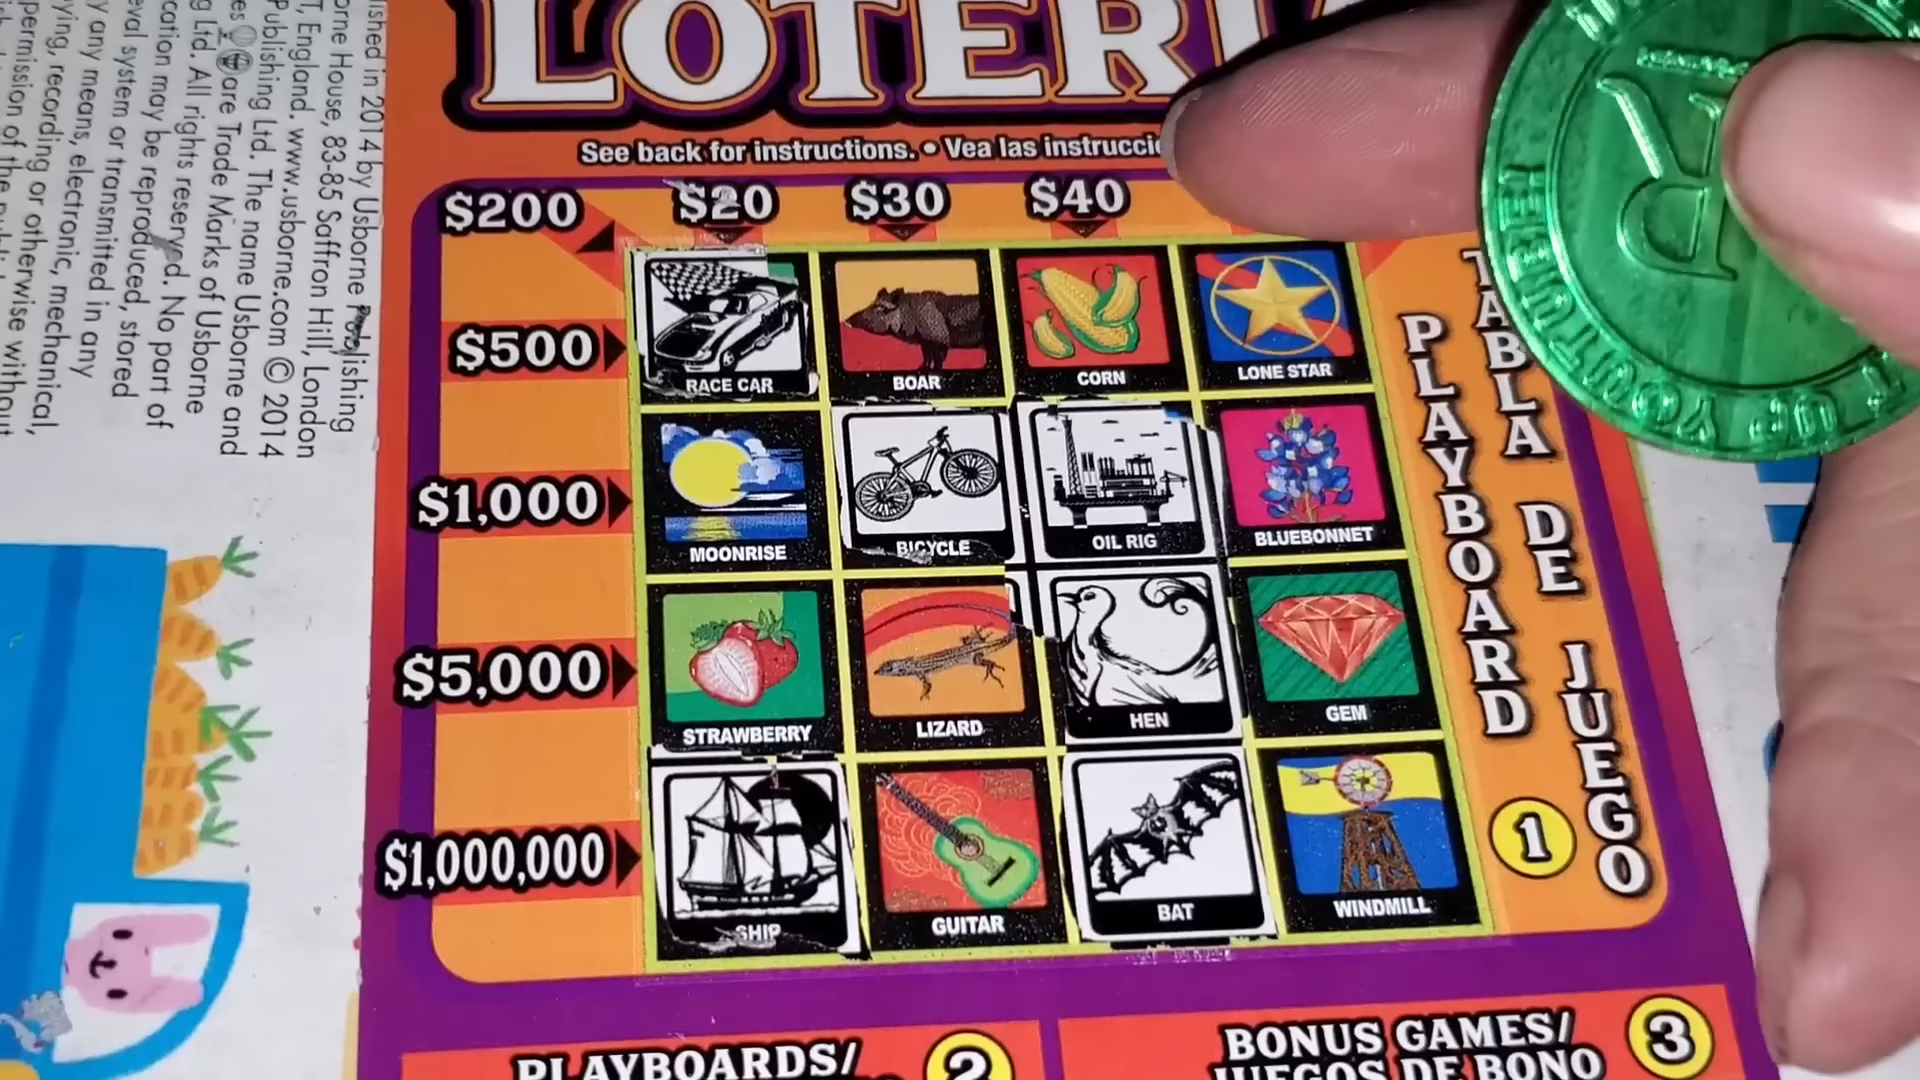 lished in 2014 by Usborne Publishing
orne House, 83-85 Saffron Hill, London
T, England. www.usborne.com © 2014
Publishing Ltd. The name Usborne and
es are Trade Marks of Usborne
g Ltd. All rights reserved. No part of
cation may be reproduced, stored
eval system or transmitted in any
y any means, electronic, mechanical,
ying, recording or otherwise without
permission of the
LOTERIA
See back for instructions. • Vea las instrucci
$200
$20
$30
$40
$500
RACE CAR
BOAR
CORN
LONE STAR
$1,000
MOONRISE
BICYCLE
OIL RIG
BLUEBONNET
$5,000
STRAWBERRY
LIZARD
HEN
GEM
$1,000,000
SHIP
GUITAR
BAT
WINDMILL
PLAYBOARD
TABLA DE JUEGO
1
PLAYBOARDS/
2
BONUS GAMES/
JUEGOS DE BONO
3